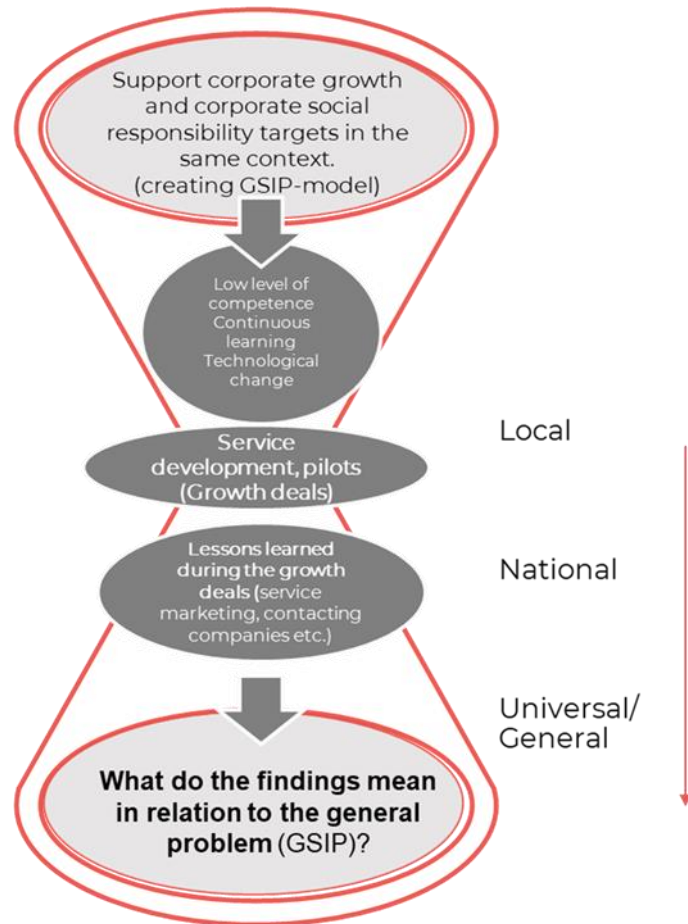 Support corporate growth
and corporate social
responsibility targets in the
same context.
(creating GSIP-model)
Low level of
competence
Continuous
learning
Technological
change
Service
development, pilots
(Growth deals)
Local
Lessons learned
during the growth
deals (service
marketing, contacting
companies etc.)
National
Universal/
General
What do the findings mean
in relation to the general
problem (GSIP)?